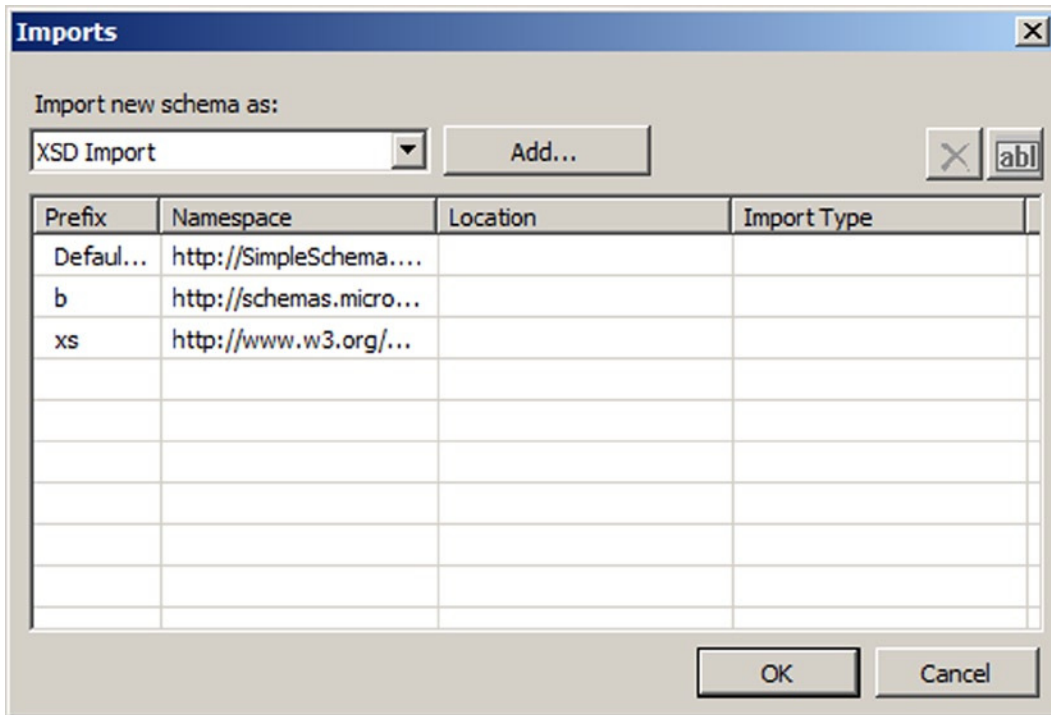 Imports
Import new schema as:
XSD Import Add... abl
Prefix Namespace Location Import Type
Defaul... http://SimpleSchema....
b http://schemas.micro...
xs http://www.w3.org/...
OK Cancel